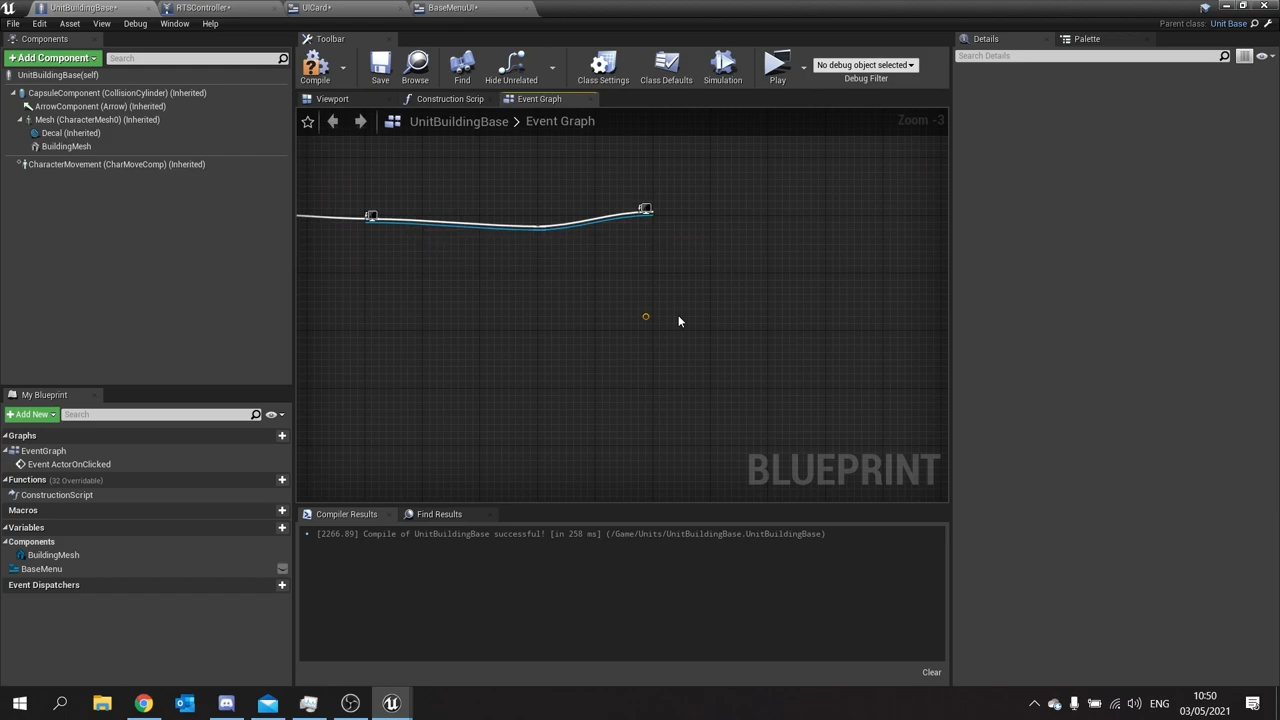 UnitBuildingBase*
RTSController*
UICard*
BaseMenuUI*
File Edit Asset View Debug Window Help
Parent class: Unit Base
Components
+Add Component
Search
UnitBuildingBase(self)
CapsuleComponent (CollisionCylinder) (Inherited)
ArrowComponent (Arrow) (Inherited)
Mesh (CharacterMesh0) (Inherited)
Decal (Inherited)
BuildingMesh
CharacterMovement (CharMoveComp) (Inherited)
My Blueprint
+Add New
Search
Graphs
EventGraph
Event ActorOnClicked
Functions (32 Overridable)
ConstructionScript
Macros
Variables
Components
BuildingMesh
BaseMenu
Event Dispatchers
Toolbar
Compile
Save
Browse
Find
Hide Unrelated
Class Settings
Class Defaults
Simulation
Play
No debug object selected
Debug Filter
Viewport
Construction Scrip
Event Graph
UnitBuildingBase > Event Graph
Zoom -3
BLUEPRINT
Compiler Results
Find Results
[2266.89] Compile of UnitBuildingBase successful! [in 258 ms] (/Game/Units/UnitBuildingBase.UnitBuildingBase)
Clear
Details
Palette
Search Details
ENG
10:50
03/05/2021